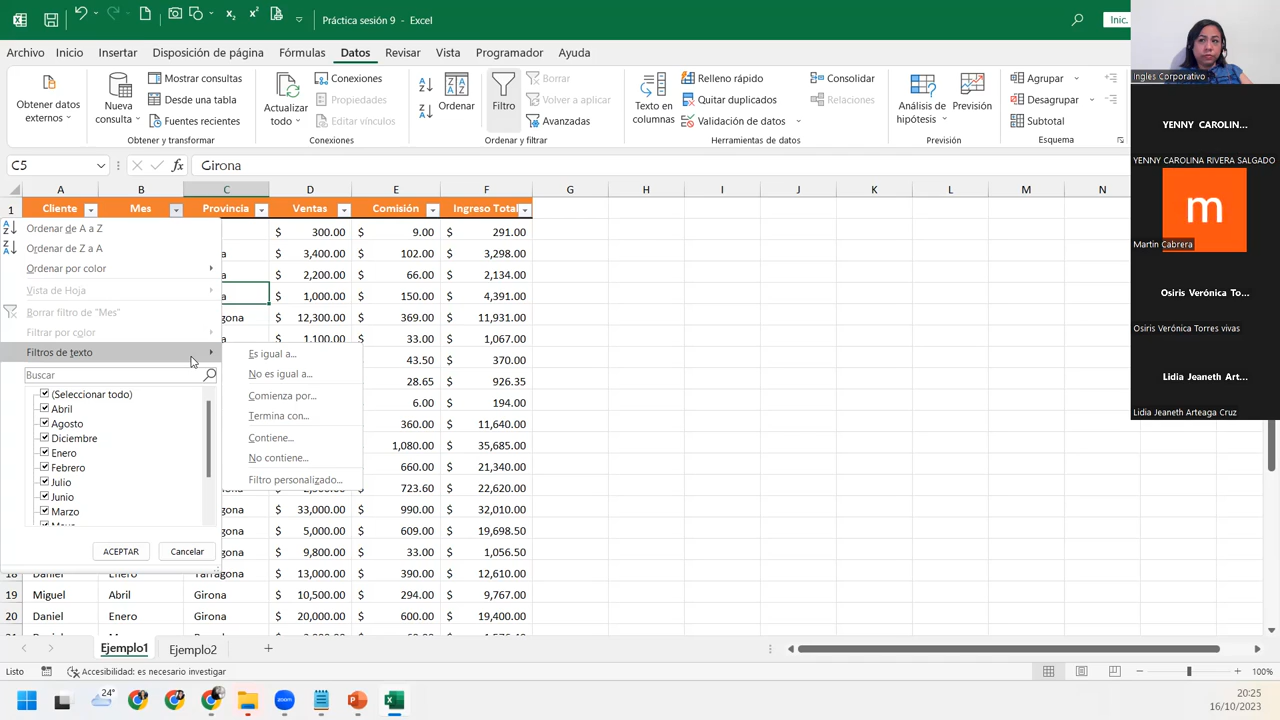 Práctica sesión 9 - Excel
Inic.
Archivo Inicio Insertar Disposición de página Fórmulas Datos Revisar Vista Programador Ayuda
Obtener datos externos
Nueva consulta
Mostrar consultas
Desde una tabla
Fuentes recientes
Obtener y transformar
Actualizar todo
Conexiones
Propiedades
Editar vínculos
Conexiones
Ordenar
Filtro
Borrar
Volver a aplicar
Avanzadas
Ordenar y filtrar
Texto en columnas
Relleno rápido
Quitar duplicados
Validación de datos
Consolidar
Relaciones
Herramientas de datos
Análisis de hipótesis
Previsión
Previsión
Agrupar
Desagrupar
Subtotal
Esquema
C5 fx Girona
A B C D E F G H I J K L M N
1 Cliente Mes Provincia Ventas Comisión Ingreso Total
$ 300.00 $ 9.00 $ 291.00
a $ 3,400.00 $ 102.00 $ 3,298.00
a $ 2,200.00 $ 66.00 $ 2,134.00
a $ 1,000.00 $ 150.00 $ 4,391.00
gona $ 12,300.00 $ 369.00 $ 11,931.00
a $ 1,100.00 $ 33.00 $ 1,067.00
43.50 $ 370.00
28.65 $ 926.35
6.00 $ 194.00
360.00 $ 11,640.00
1,080.00 $ 35,685.00
660.00 $ 21,340.00
723.60 $ 22,620.00
gona $ 33,000.00 $ 990.00 $ 32,010.00
gona $ 5,000.00 $ 609.00 $ 19,698.50
gona $ 9,800.00 $ 33.00 $ 1,056.50
18 Daniel Enero Tarragona $ 13,000.00 $ 390.00 $ 12,610.00
19 Miguel Abril Girona $ 10,500.00 $ 294.00 $ 9,767.00
20 Daniel Enero Girona $ 20,000.00 $ 600.00 $ 19,400.00
Ordenar de A a Z
Ordenar de Z a A
Ordenar por color
Vista de Hoja
Borrar filtro de "Mes"
Filtrar por color
Filtros de texto
Buscar
(Seleccionar todo)
Abril
Agosto
Diciembre
Enero
Febrero
Julio
Junio
Marzo
ACEPTAR Cancelar
Es igual a...
No es igual a...
Comienza por...
Termina con...
Contiene...
No contiene...
Filtro personalizado...
Ejemplo1 Ejemplo2
Listo Accesibilidad: es necesario investigar 100%
24°
20:25
16/10/2023
Ingles Corporativo
YENNY CAROLIN...
YENNY CAROLINA RIVERA SALGADO
m
Martin Cabrera
Osiris Verónica To...
Osiris Verónica Torres vivas
Lidia Jeaneth Art...
Lidia Jeaneth Arteaga Cruz